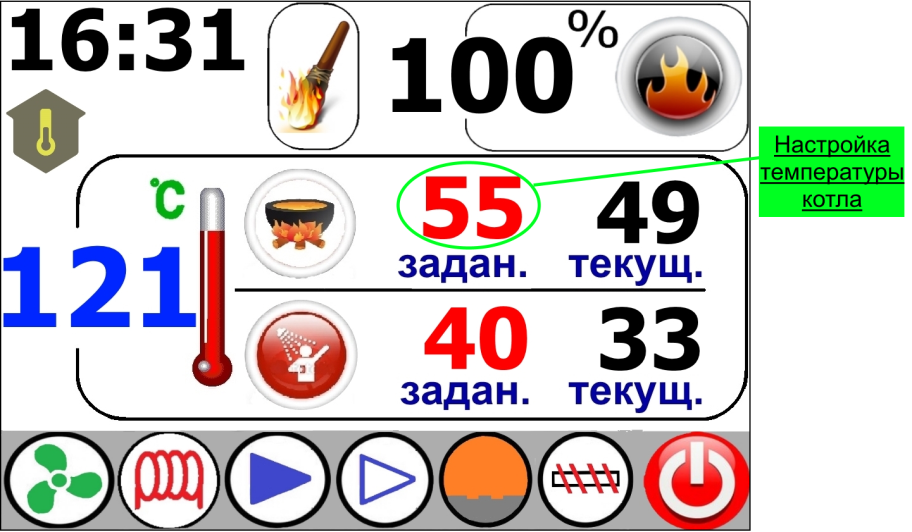 16:31
100 %
Настройка
температуры
котла
°C
55 49
задан. текущ.
121
40 33
задан. текущ.